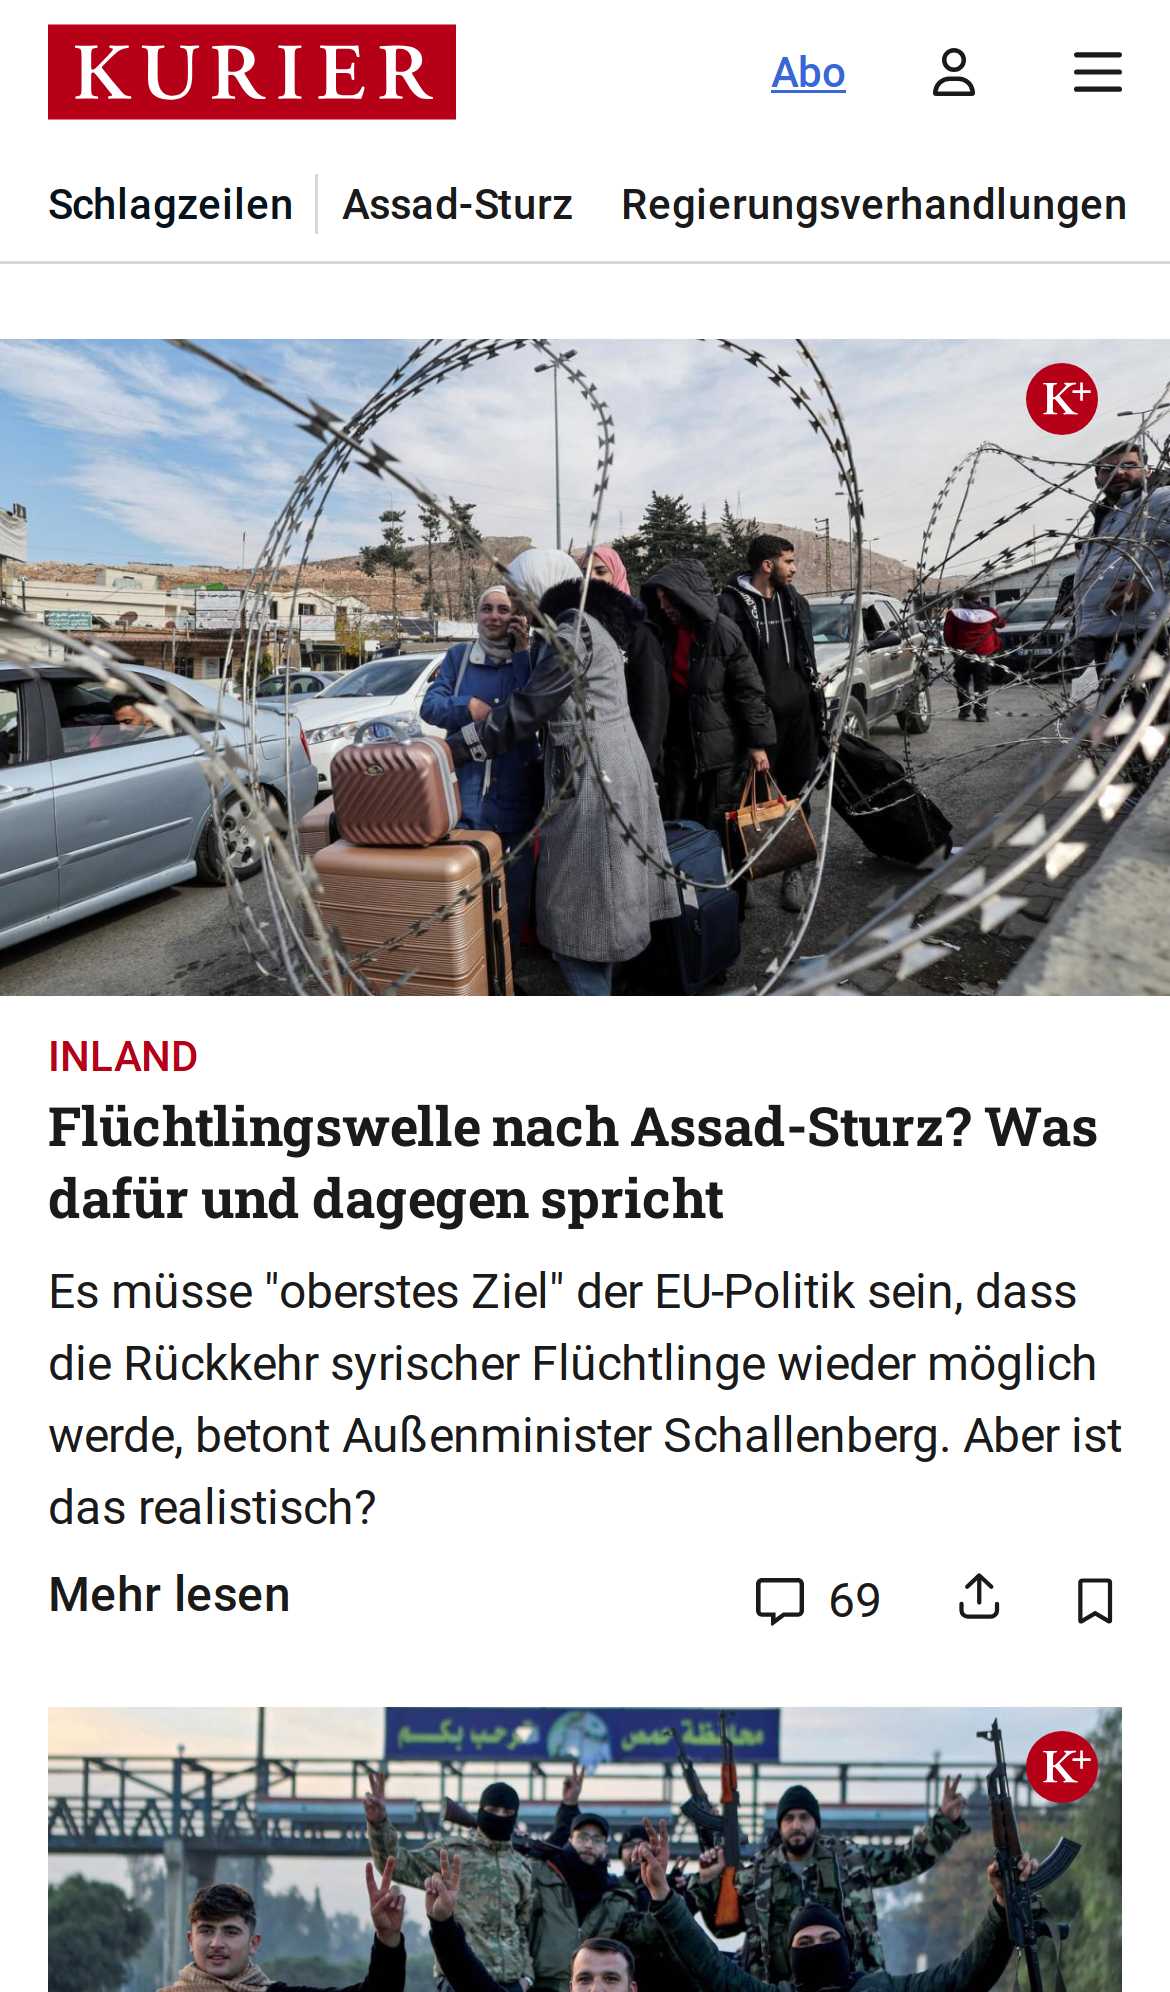 KURIER
Abo
Schlagzeilen
Assad-Sturz
Regierungsverhandlungen
K+
INLAND
Flüchtlingswelle nach Assad-Sturz? Was
dafür und dagegen spricht
Es müsse "oberstes Ziel" der EU-Politik sein, dass
die Rückkehr syrischer Flüchtlinge wieder möglich
werde, betont Außenminister Schallenberg. Aber ist
das realistisch?
Mehr lesen
69
محافظة حمص ترحب بكم
K+